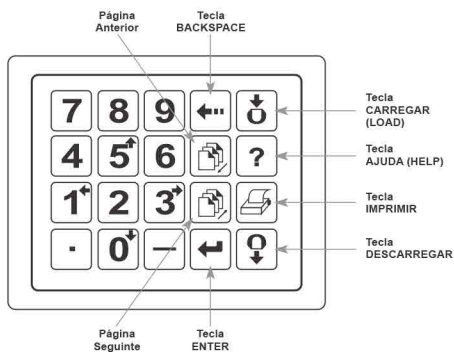 Página
Anterior
Tecla
BACKSPACE
7 8 9
Tecla
CARREGAR
(LOAD)
4 5 6 ?
Tecla
AJUDA (HELP)
1 2 3
Tecla
IMPRIMIR
. 0 —
Tecla
DESCARREGAR
Página
Seguinte
Tecla
ENTER